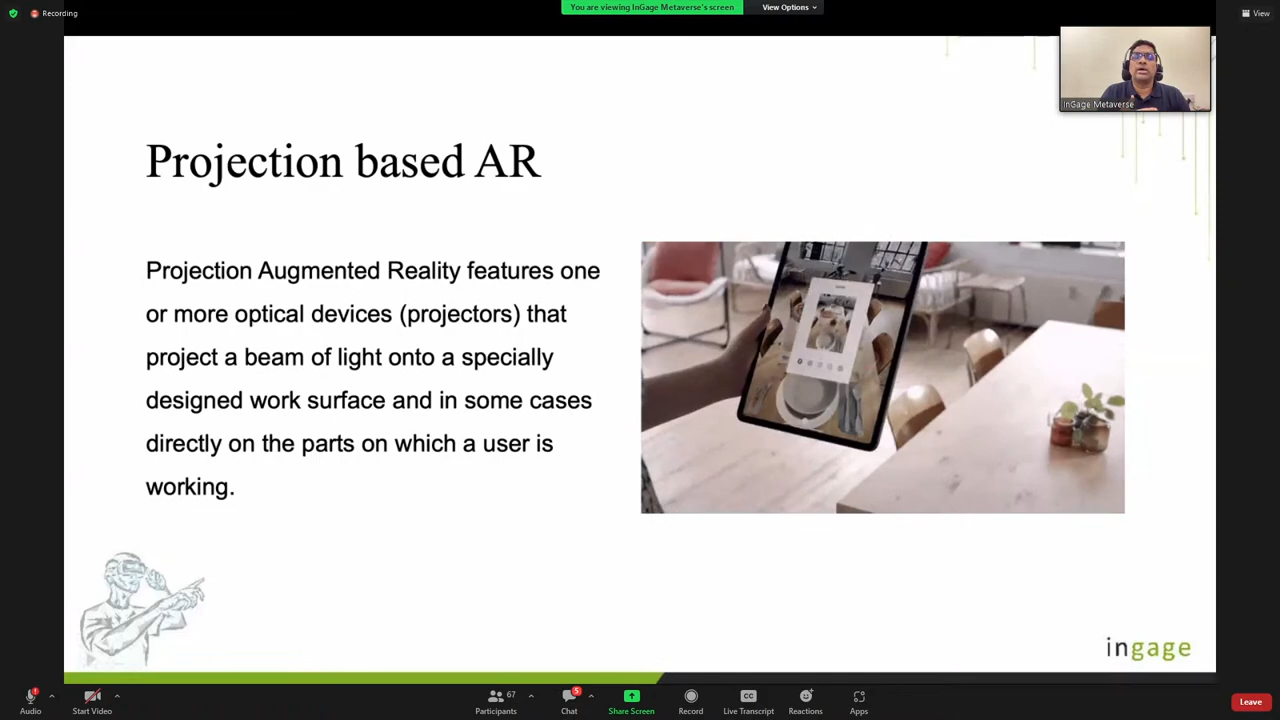 Recording
You are viewing InGage Metaverse's screen
View Options
View
InGage Metaverse
Projection based AR
Projection Augmented Reality features one
or more optical devices (projectors) that
project a beam of light onto a specially
designed work surface and in some cases
directly on the parts on which a user is
working.
ingage
Audio
Start Video
67
Participants
5
Chat
Share Screen
Record
CC
Live Transcript
Reactions
Apps
Leave